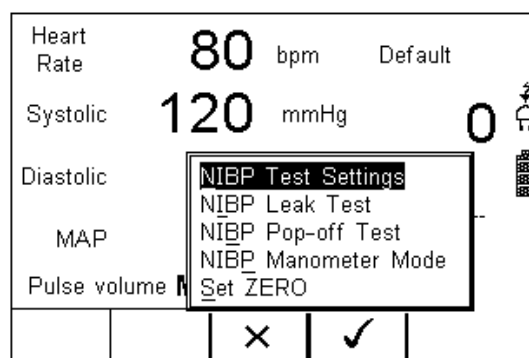 Heart
Rate 80 bpm Default
Systolic 120 mmHg 0
Diastolic
NIBP Test Settings
NIBP Leak Test
NIBP Pop-off Test
MAP
NIBP Manometer Mode
Pulse volume
Set ZERO